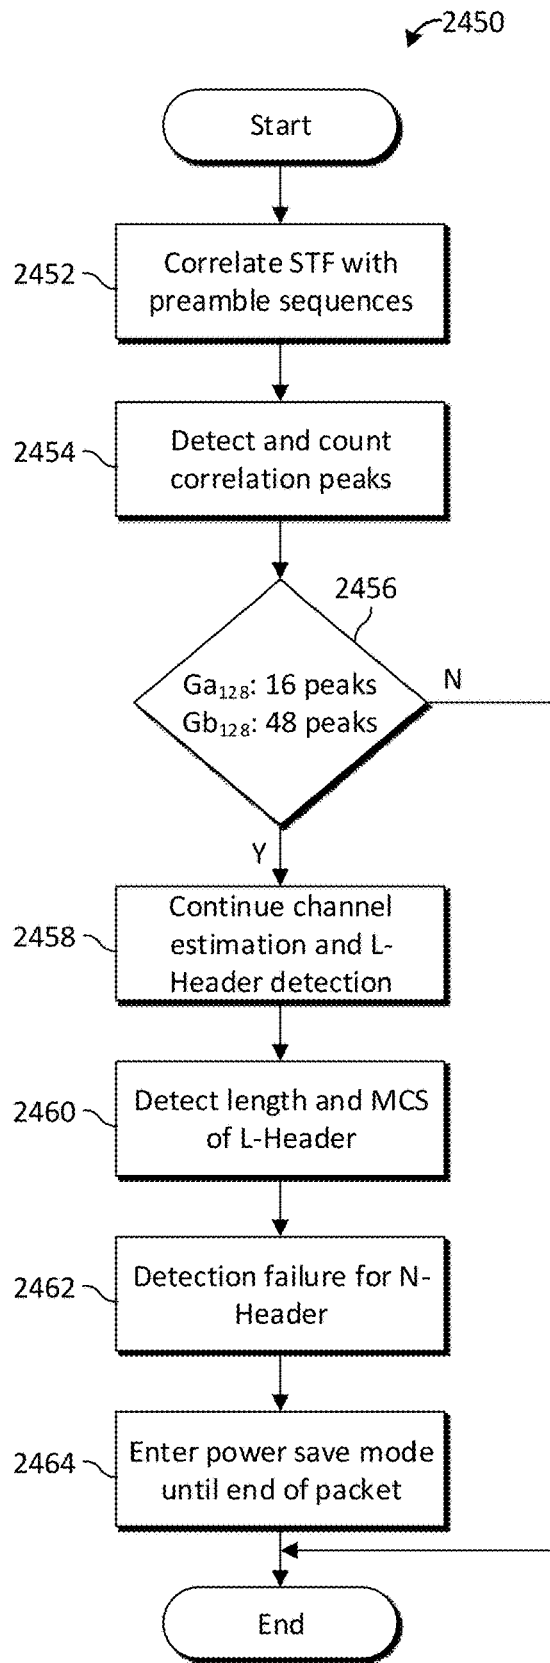 2450
Start
2452
Correlate STF with
preamble sequences
2454
Detect and count
correlation peaks
2456
Ga₁₂₈: 16 peaks
Gb₁₂₈: 48 peaks
N
Y
2458
Continue channel
estimation and L-
Header detection
2460
Detect length and MCS
of L-Header
2462
Detection failure for N-
Header
2464
Enter power save mode
until end of packet
End